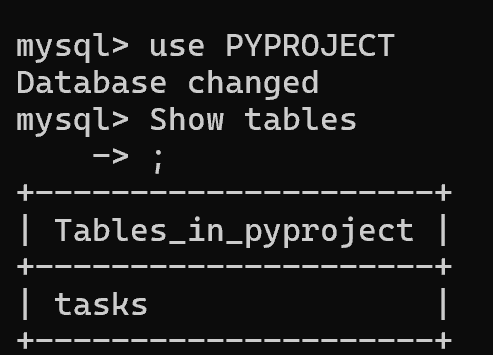 mysql> use PYPROJECT
Database changed
mysql> Show tables
    -> ;
+---------------------+
| Tables_in_pyproject |
+---------------------+
| tasks               |
+---------------------+